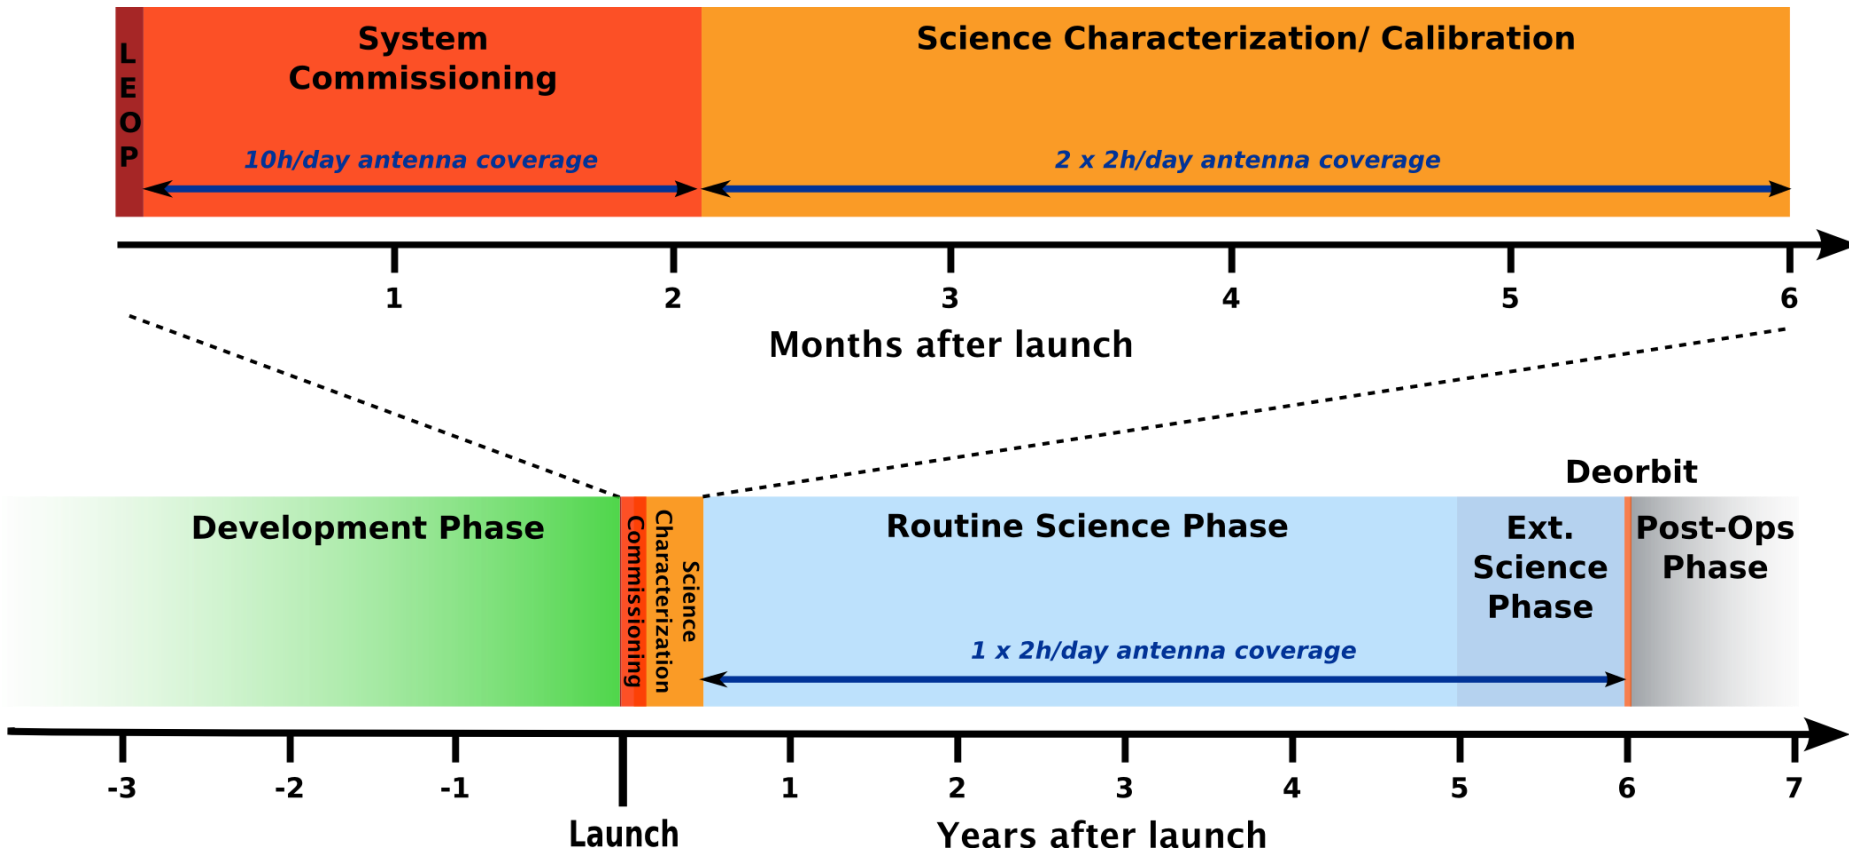 LEOP
System
Commissioning
Science Characterization/ Calibration
10h/day antenna coverage
2 x 2h/day antenna coverage
1 2 3 4 5 6
Months after launch
Deorbit
Development Phase
Commissioning
Science
Characterization
Routine Science Phase
Ext.
Science
Phase
Post-Ops
Phase
1 x 2h/day antenna coverage
-3 -2 -1 1 2 3 4 5 6 7
Launch
Years after launch